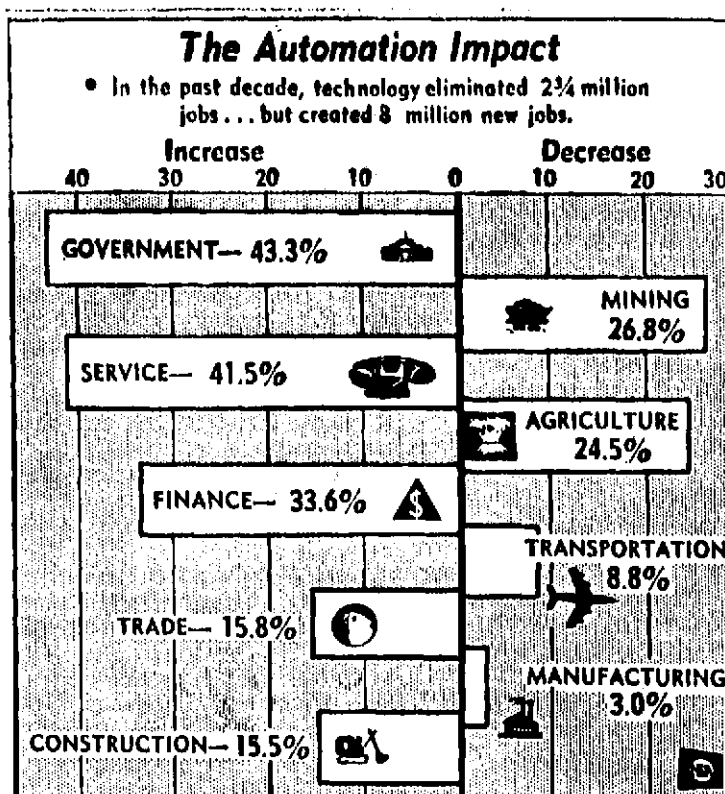 The Automation Impact
• In the past decade, technology eliminated 2¾ million
jobs... but created 8 million new jobs.
Increase Decrease
40 30 20 10 0 10 20 30
GOVERNMENT— 43.3%
MINING
26.8%
SERVICE— 41.5%
AGRICULTURE
24.5%
FINANCE— 33.6%
$
TRANSPORTATION
8.8%
TRADE— 15.8%
MANUFACTURING
3.0%
CONSTRUCTION— 15.5%